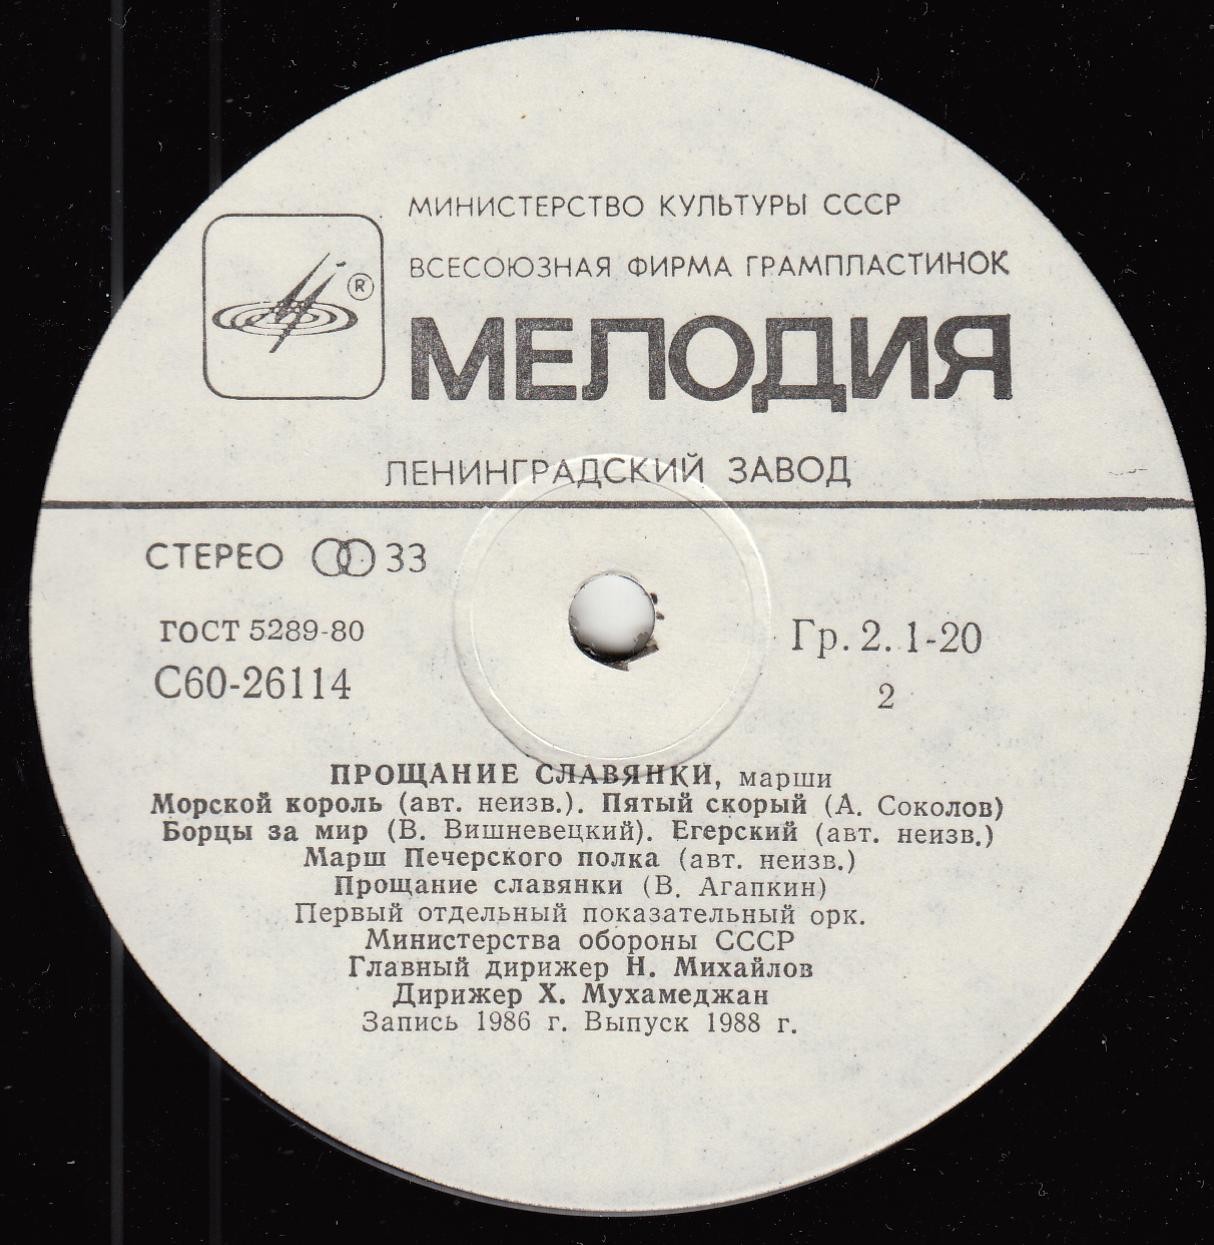 МИНИСТЕРСТВО КУЛЬТУРЫ СССР
ВСЕСОЮЗНАЯ ФИРМА ГРАМПЛАСТИНОК
®
МЕЛОДИЯ
ЛЕНИНГРАДСКИЙ ЗАВОД
СТЕРЕО 33
ГОСТ 5289-80
Гр. 2. 1-20
С60-26114
2
ПРОЩАНИЕ СЛАВЯНКИ, марши
Морской король (авт. неизв.). Пятый скорый (А. Соколов)
Борцы за мир (В. Вишневецкий). Егерский (авт. неизв.)
Марш Печерского полка (авт. неизв.)
Прощание славянки (В. Агапкин)
Первый отдельный показательный орк.
Министерства обороны СССР
Главный дирижер Н. Михайлов
Дирижер Х. Мухамеджан
Запись 1986 г. Выпуск 1988 г.